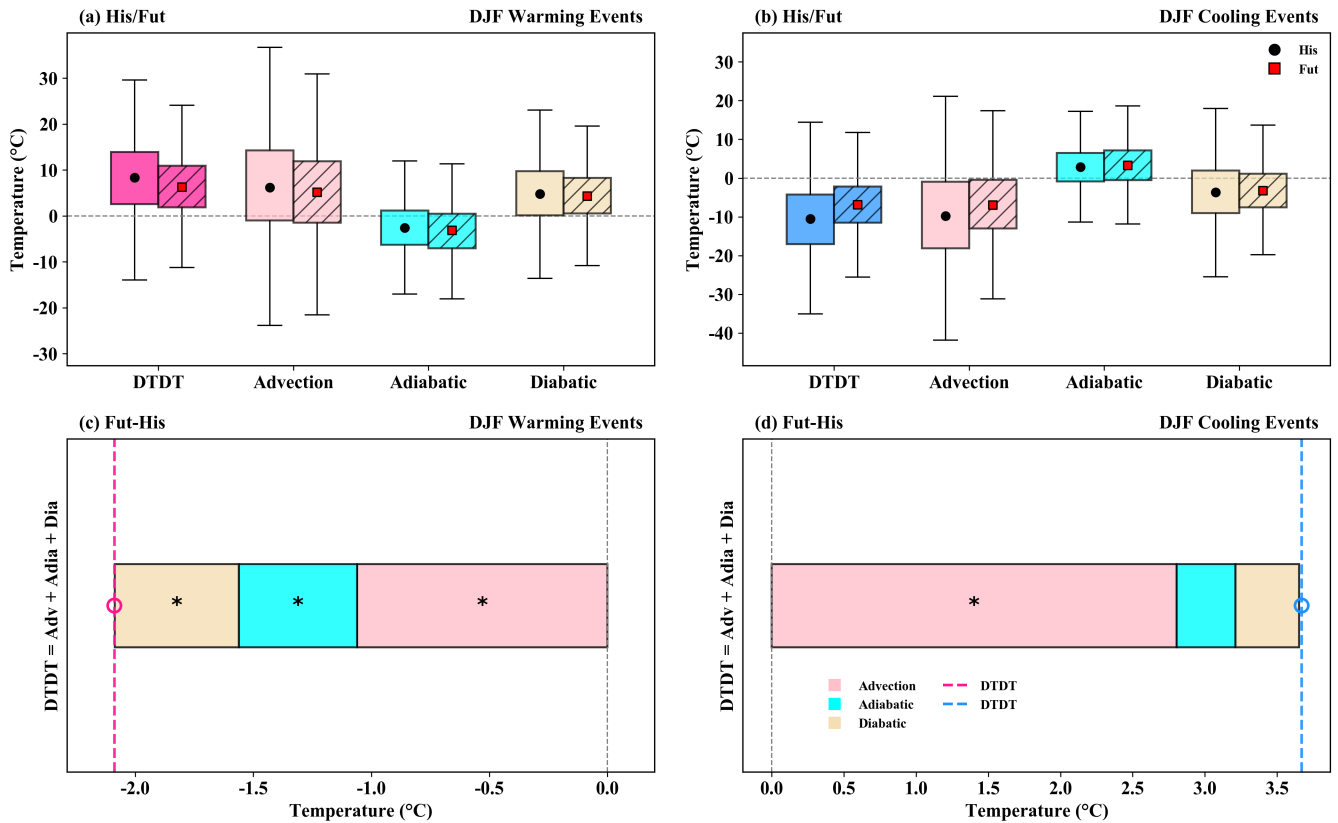 (a) His/Fut
DJF Warming Events
Temperature (°C)
30
20
10
0
-10
-20
-30
DTDT
Advection
Adiabatic
Diabatic
(b) His/Fut
DJF Cooling Events
Temperature (°C)
30
20
10
0
-10
-20
-30
-40
His
Fut
DTDT
Advection
Adiabatic
Diabatic
(c) Fut-His
DJF Warming Events
DTDT = Adv + Adia + Dia
* * *
-2.0
-1.5
-1.0
-0.5
0.0
Temperature (°C)
(d) Fut-His
DJF Cooling Events
DTDT = Adv + Adia + Dia
*
Advection
Adiabatic
Diabatic
DTDT
DTDT
0.0
0.5
1.0
1.5
2.0
2.5
3.0
3.5
Temperature (°C)